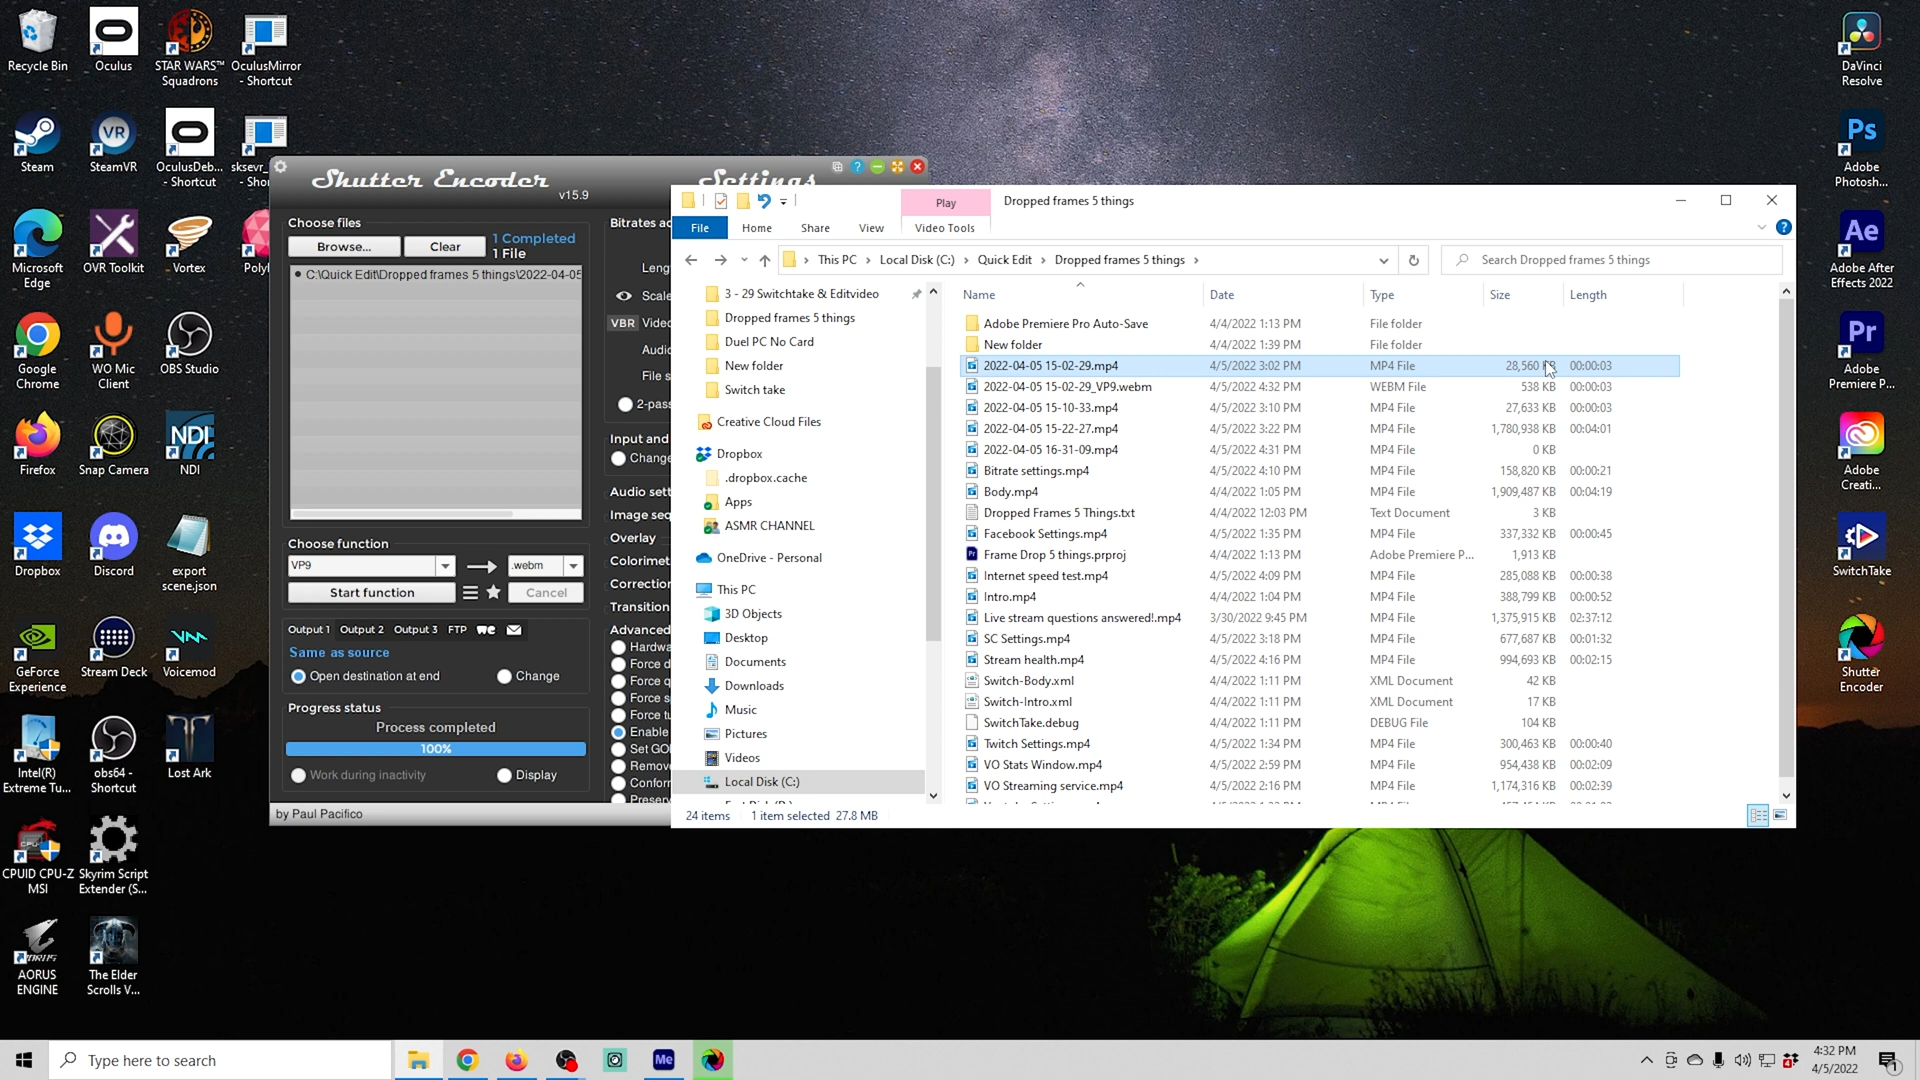 Recycle Bin
Oculus
STAR WARS™
Squadrons
OculusMirror
- Shortcut
Steam
SteamVR
OculusDeb...
- Shortcut
sksevr_
- Sho
Microsoft
Edge
OVR Toolkit
Vortex
Poly
Google
Chrome
WO Mic
Client
OBS Studio
Firefox
Snap Camera
NDI
Dropbox
Discord
export
scene.json
GeForce
Experience
Stream Deck
Voicemod
Intel(R)
Extreme Tu...
obs64 -
Shortcut
Lost Ark
CPUID CPU-Z
MSI
Skyrim Script
Extender (S...
AORUS
ENGINE
The Elder
Scrolls V...
DaVinci
Resolve
Adobe
Photosh...
Adobe After
Effects 2022
Adobe
Premiere P...
Adobe
Creati...
SwitchTake
Shutter
Encoder
Shutter Encoder
v15.9
Settings
Choose files
Browse...
Clear
1 Completed
1 File
C:\Quick Edit\Dropped frames 5 things\2022-04-05
Choose function
VP9
.webm
Start function
Cancel
Output 1 Output 2 Output 3 FTP
Same as source
Open destination at end
Change
Progress status
Process completed
100%
Work during inactivity
Display
by Paul Pacifico
Bitrates ad
Leng
Scale
VBR Video
Audio
File s
2-pass
Input and
Change
Audio sett
Image seq
Overlay
Colorimet
Correction
Transition
Advanced
Hardwa
Force d
Force q
Force s
Force tu
Enable
Set GO
Remov
Confor
Preser
Play
Dropped frames 5 things
File Home Share View Video Tools
This PC > Local Disk (C:) > Quick Edit > Dropped frames 5 things >
Search Dropped frames 5 things
3 - 29 Switchtake & Editvideo
Dropped frames 5 things
Duel PC No Card
New folder
Switch take
Creative Cloud Files
Dropbox
.dropbox.cache
Apps
ASMR CHANNEL
OneDrive - Personal
This PC
3D Objects
Desktop
Documents
Downloads
Music
Pictures
Videos
Local Disk (C:)
Name Date Type Size Length
Adobe Premiere Pro Auto-Save 4/4/2022 1:13 PM File folder
New folder 4/4/2022 1:39 PM File folder
2022-04-05 15-02-29.mp4 4/5/2022 3:02 PM MP4 File 28,560 KB 00:00:03
2022-04-05 15-02-29_VP9.webm 4/5/2022 4:32 PM WEBM File 538 KB 00:00:03
2022-04-05 15-10-33.mp4 4/5/2022 3:10 PM MP4 File 27,633 KB 00:00:03
2022-04-05 15-22-27.mp4 4/5/2022 3:22 PM MP4 File 1,780,938 KB 00:04:01
2022-04-05 16-31-09.mp4 4/5/2022 4:31 PM MP4 File 0 KB
Bitrate settings.mp4 4/5/2022 4:10 PM MP4 File 158,820 KB 00:00:21
Body.mp4 4/4/2022 1:05 PM MP4 File 1,909,487 KB 00:04:19
Dropped Frames 5 Things.txt 4/4/2022 12:03 PM Text Document 3 KB
Facebook Settings.mp4 4/5/2022 1:35 PM MP4 File 337,332 KB 00:00:45
Frame Drop 5 things.prproj 4/4/2022 1:13 PM Adobe Premiere P... 1,913 KB
Internet speed test.mp4 4/5/2022 4:09 PM MP4 File 285,088 KB 00:00:38
Intro.mp4 4/4/2022 1:04 PM MP4 File 388,799 KB 00:00:52
Live stream questions answered!.mp4 3/30/2022 9:45 PM MP4 File 1,375,915 KB 02:37:12
SC Settings.mp4 4/5/2022 3:18 PM MP4 File 677,687 KB 00:01:32
Stream health.mp4 4/5/2022 4:16 PM MP4 File 994,693 KB 00:02:15
Switch-Body.xml 4/4/2022 1:11 PM XML Document 42 KB
Switch-Intro.xml 4/4/2022 1:11 PM XML Document 17 KB
SwitchTake.debug 4/4/2022 1:11 PM DEBUG File 104 KB
Twitch Settings.mp4 4/5/2022 1:34 PM MP4 File 300,463 KB 00:00:40
VO Stats Window.mp4 4/5/2022 2:59 PM MP4 File 954,438 KB 00:02:09
VO Streaming service.mp4 4/5/2022 2:16 PM MP4 File 1,174,316 KB 00:02:39
24 items 1 item selected 27.8 MB
Type here to search
4:32 PM
4/5/2022